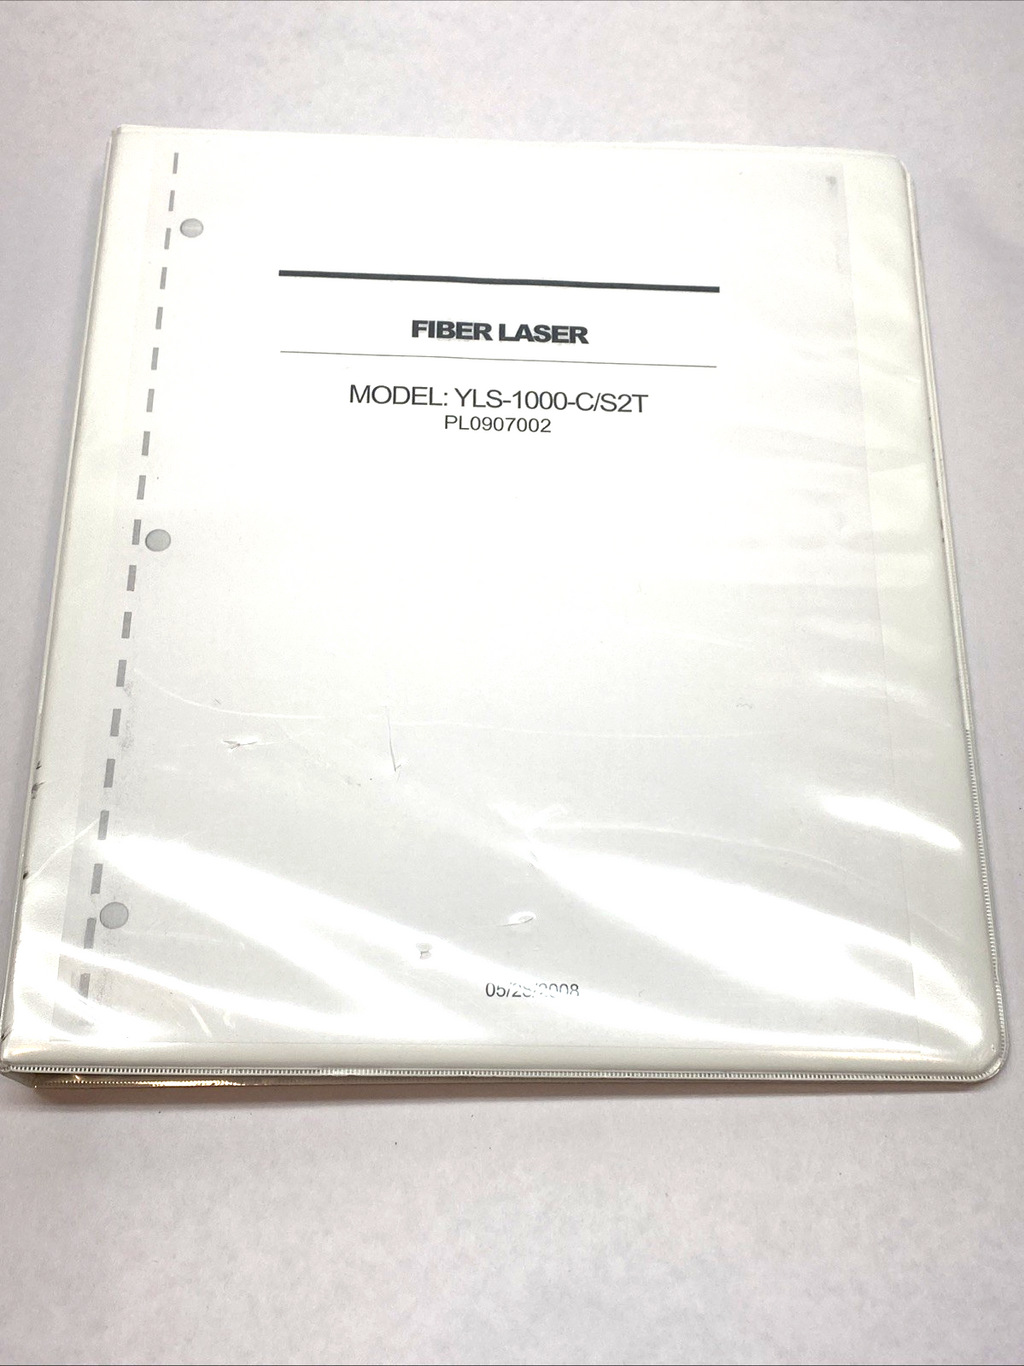 FIBER LASER
MODEL: YLS-1000-C/S2T
PL0907002